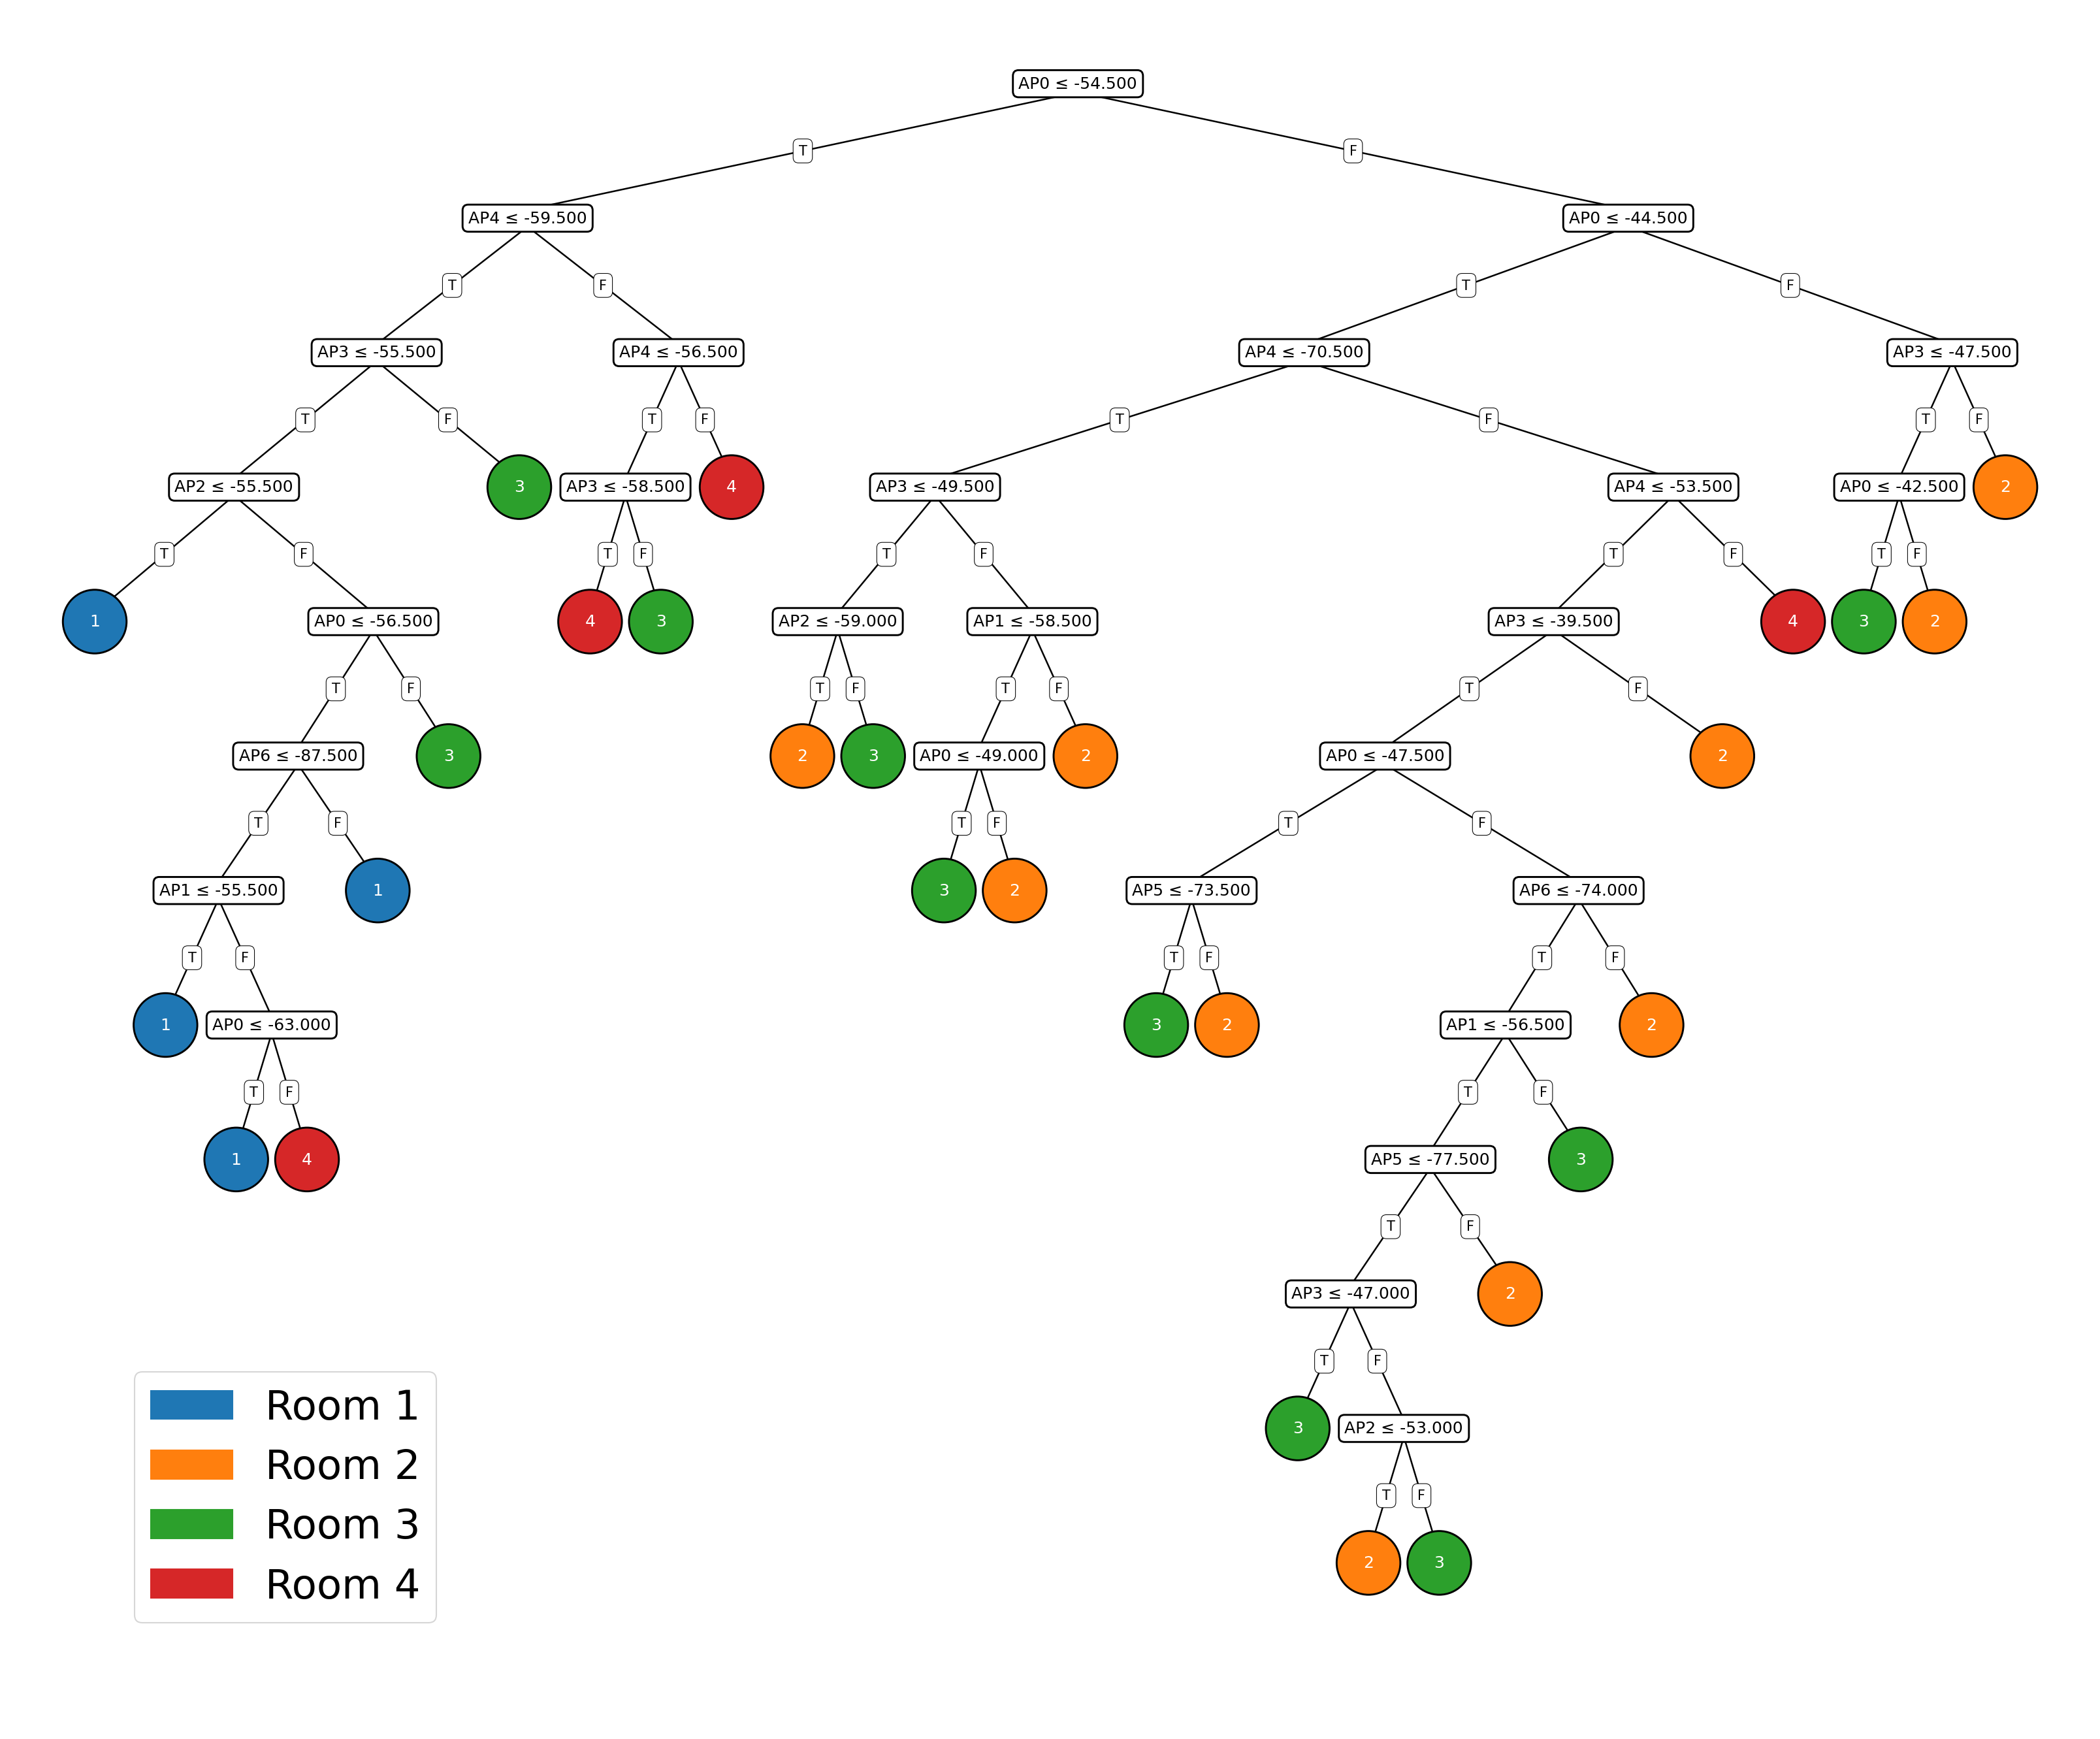 AP0 ≤ -54.500
T
F
AP4 ≤ -59.500
AP0 ≤ -44.500
T
F
T
F
AP3 ≤ -55.500
AP4 ≤ -56.500
AP4 ≤ -70.500
AP3 ≤ -47.500
T
F
T
F
T
F
T
F
AP2 ≤ -55.500
3
AP3 ≤ -58.500
4
AP3 ≤ -49.500
AP4 ≤ -53.500
AP0 ≤ -42.500
2
T
F
T
F
T
F
T
F
T
F
1
AP0 ≤ -56.500
4
3
AP2 ≤ -59.000
AP1 ≤ -58.500
AP3 ≤ -39.500
4
3
2
T
F
T
F
T
F
T
F
AP6 ≤ -87.500
3
2
3
AP0 ≤ -49.000
2
AP0 ≤ -47.500
2
T
F
T
F
T
F
AP1 ≤ -55.500
1
3
2
AP5 ≤ -73.500
AP6 ≤ -74.000
T
F
T
F
T
F
1
AP0 ≤ -63.000
3
2
AP1 ≤ -56.500
2
T
F
T
F
1
4
AP5 ≤ -77.500
3
T
F
AP3 ≤ -47.000
2
T
F
3
AP2 ≤ -53.000
T
F
2
3
Room 1
Room 2
Room 3
Room 4